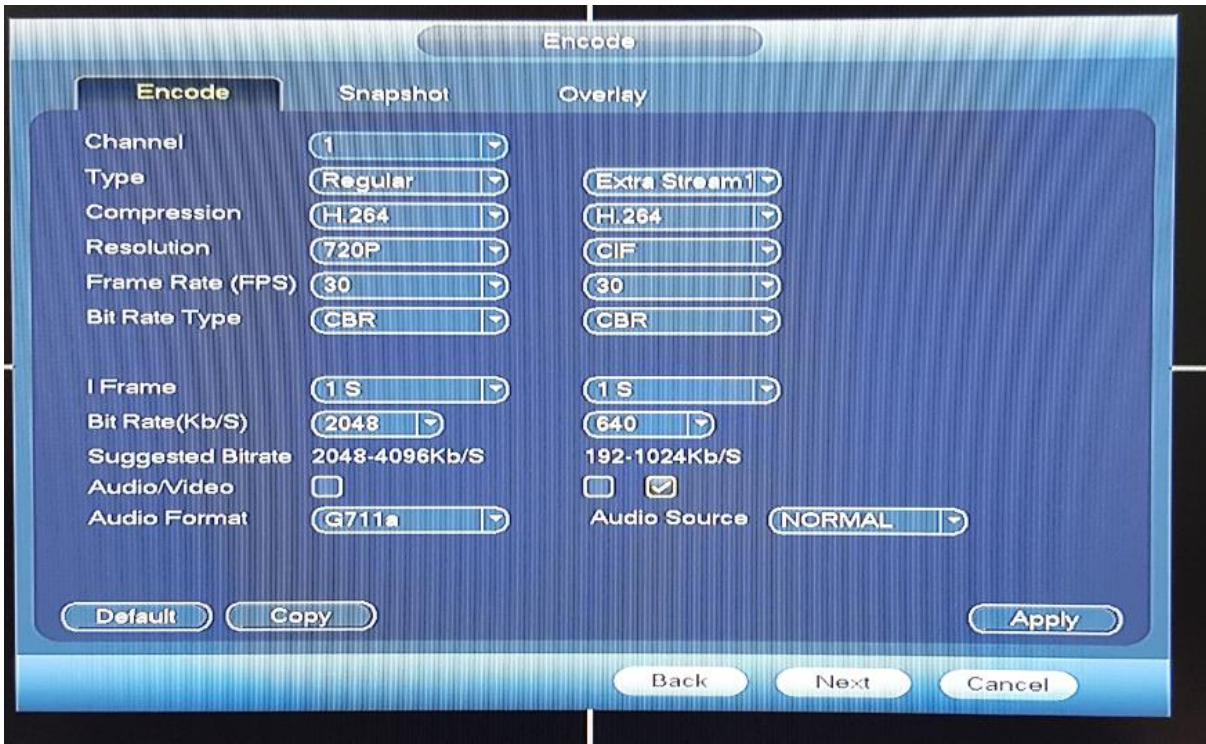 Encode
Encode Snapshot Overlay
Channel 1
Type Regular Extra Stream1
Compression H.264 H.264
Resolution 720P CIF
Frame Rate (FPS) 30 30
Bit Rate Type CBR CBR
I Frame 1 S 1 S
Bit Rate(Kb/S) 2048 640
Suggested Bitrate 2048-4096Kb/S 192-1024Kb/S
Audio/Video
Audio Format G711a Audio Source NORMAL
Default Copy Apply
Back Next Cancel